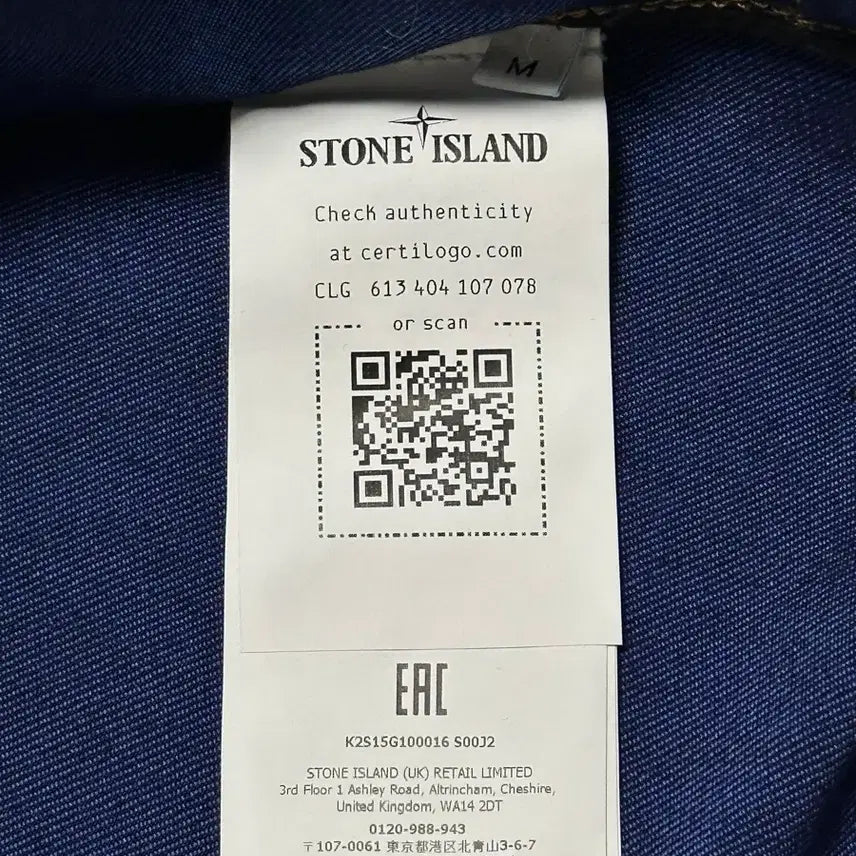 M
STONE ISLAND
Check authenticity
at certilogo.com
CLG 613 404 107 078
or scan
EAC
K2S15G100016 S00J2
STONE ISLAND (UK) RETAIL LIMITED
3rd Floor 1 Ashley Road, Altrincham, Cheshire,
United Kingdom, WA14 2DT
0120-988-943
〒107-0061 東京都港区北青山3-6-7